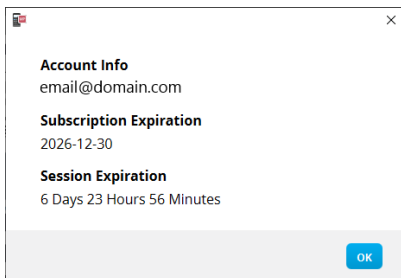 Account Info
email@domain.com
Subscription Expiration
2026-12-30
Session Expiration
6 Days 23 Hours 56 Minutes
OK